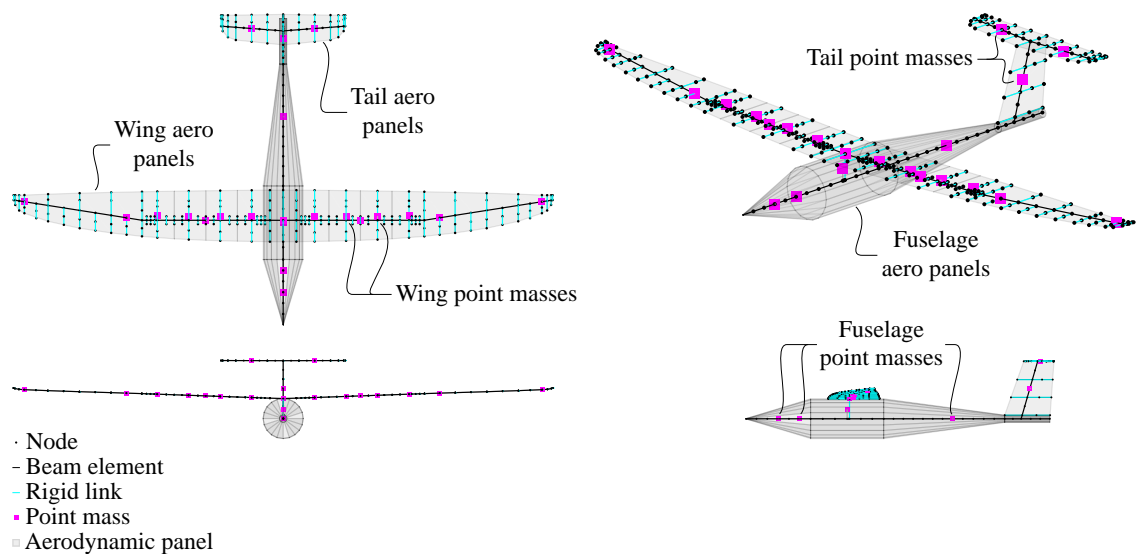 Tail aero
panels
Wing aero
panels
Wing point masses
Tail point masses
Fuselage
aero panels
Fuselage
point masses
Node
Beam element
Rigid link
Point mass
Aerodynamic panel